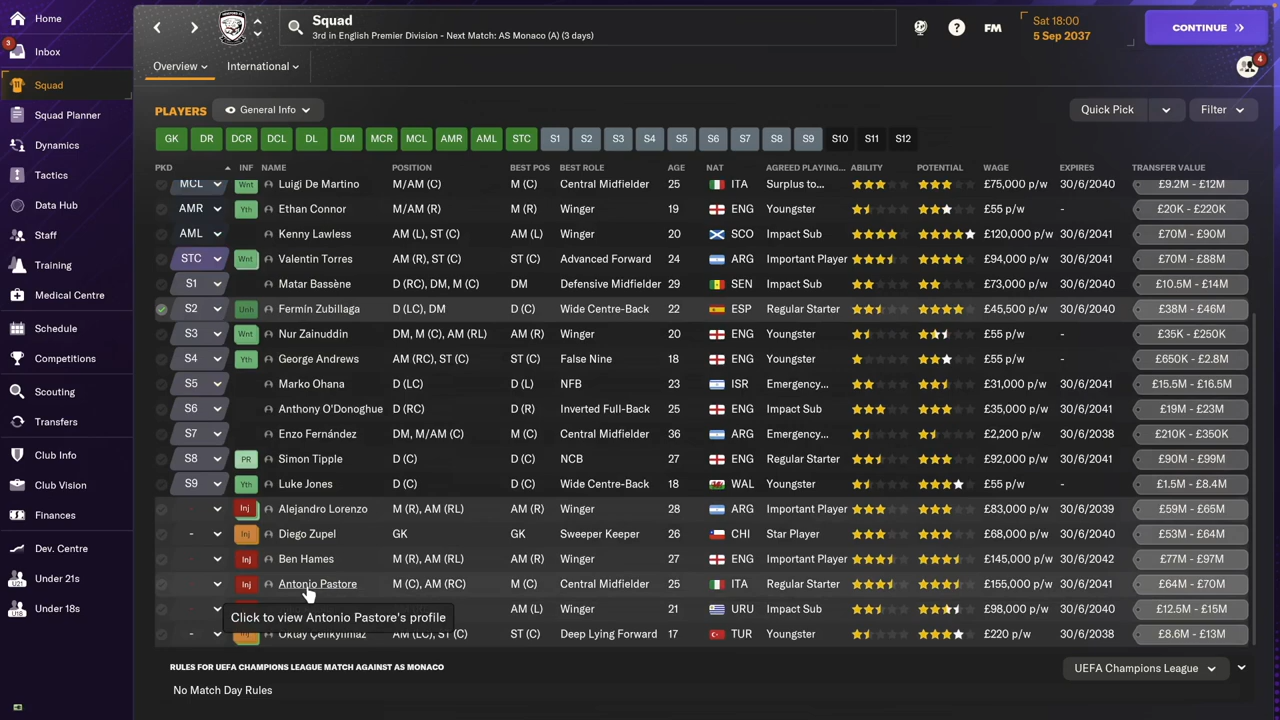 Home
Squad
3rd in English Premier Division - Next Match: AS Monaco (A) (3 days)
FM
Sat 18:00
5 Sep 2037
CONTINUE
3
Inbox
Squad
Overview
International
4
Squad Planner
PLAYERS
General Info
Quick Pick
Filter
Dynamics
GK DR DCR DCL DL DM MCR MCL AMR AML STC S1 S2 S3 S4 S5 S6 S7 S8 S9 S10 S11 S12
Tactics
PKD INF NAME POSITION BEST POS BEST ROLE AGE NAT AGREED PLAYING... ABILITY POTENTIAL WAGE EXPIRES TRANSFER VALUE
MCL Wnt Luigi De Martino M/AM (C) M (C) Central Midfielder 25 ITA Surplus to... £75,000 p/w 30/6/2040 £9.2M - £12M
Data Hub
AMR Yth Ethan Connor M/AM (R) M (R) Winger 19 ENG Youngster £55 p/w - £20K - £220K
Staff
AML Kenny Lawless AM (L), ST (C) AM (L) Winger 20 SCO Impact Sub £120,000 p/w 30/6/2041 £70M - £90M
Training
STC Wnt Valentin Torres AM (R), ST (C) ST (C) Advanced Forward 24 ARG Important Player £94,000 p/w 30/6/2041 £70M - £88M
Medical Centre
S1 Matar Bassène D (RC), DM, M (C) DM Defensive Midfielder 29 SEN Impact Sub £73,000 p/w 30/6/2041 £10.5M - £14M
S2 Unh Fermín Zubillaga D (LC), DM D (C) Wide Centre-Back 22 ESP Regular Starter £45,500 p/w 30/6/2040 £38M - £46M
Schedule
S3 Wnt Nur Zainuddin DM, M (C), AM (RL) AM (R) Winger 20 ENG Youngster £55 p/w - £35K - £250K
Competitions
S4 Yth George Andrews AM (RC), ST (C) ST (C) False Nine 18 ENG Youngster £55 p/w - £650K - £2.8M
Scouting
S5 Marko Ohana D (LC) D (L) NFB 23 ISR Emergency... £31,000 p/w 30/6/2041 £15.5M - £16.5M
Transfers
S6 Anthony O'Donoghue D (RC) D (R) Inverted Full-Back 25 ENG Impact Sub £35,000 p/w 30/6/2041 £19M - £23M
S7 Enzo Fernández DM, M/AM (C) M (C) Central Midfielder 36 ARG Emergency... £2,200 p/w 30/6/2038 £210K - £350K
Club Info
S8 PR Simon Tipple D (C) D (C) NCB 27 ENG Regular Starter £92,000 p/w 30/6/2041 £90M - £99M
Club Vision
S9 Yth Luke Jones D (C) D (C) Wide Centre-Back 18 WAL Youngster £55 p/w 30/6/2041 £1.5M - £8.4M
Finances
- Inj Alejandro Lorenzo M (R), AM (RL) AM (R) Winger 28 ARG Important Player £83,000 p/w 30/6/2039 £59M - £65M
- Inj Diego Zupel GK GK Sweeper Keeper 26 CHI Star Player £68,000 p/w 30/6/2040 £53M - £64M
Dev. Centre
- Inj Ben Hames M (R), AM (RL) AM (R) Winger 27 ENG Important Player £145,000 p/w 30/6/2042 £77M - £97M
U21 Under 21s
Inj Antonio Pastore M (C), AM (RC) M (C) Central Midfielder 25 ITA Regular Starter £155,000 p/w 30/6/2041 £64M - £70M
U18 Under 18s
- AM (L) Winger 21 URU Impact Sub £98,000 p/w 30/6/2040 £12.5M - £15M
Click to view Antonio Pastore's profile
- Inj Oktay Çelikyilmaz AM (LC), ST (C) ST (C) Deep Lying Forward 17 TUR Youngster £220 p/w 30/6/2038 £8.6M - £13M
RULES FOR UEFA CHAMPIONS LEAGUE MATCH AGAINST AS MONACO
UEFA Champions League
No Match Day Rules